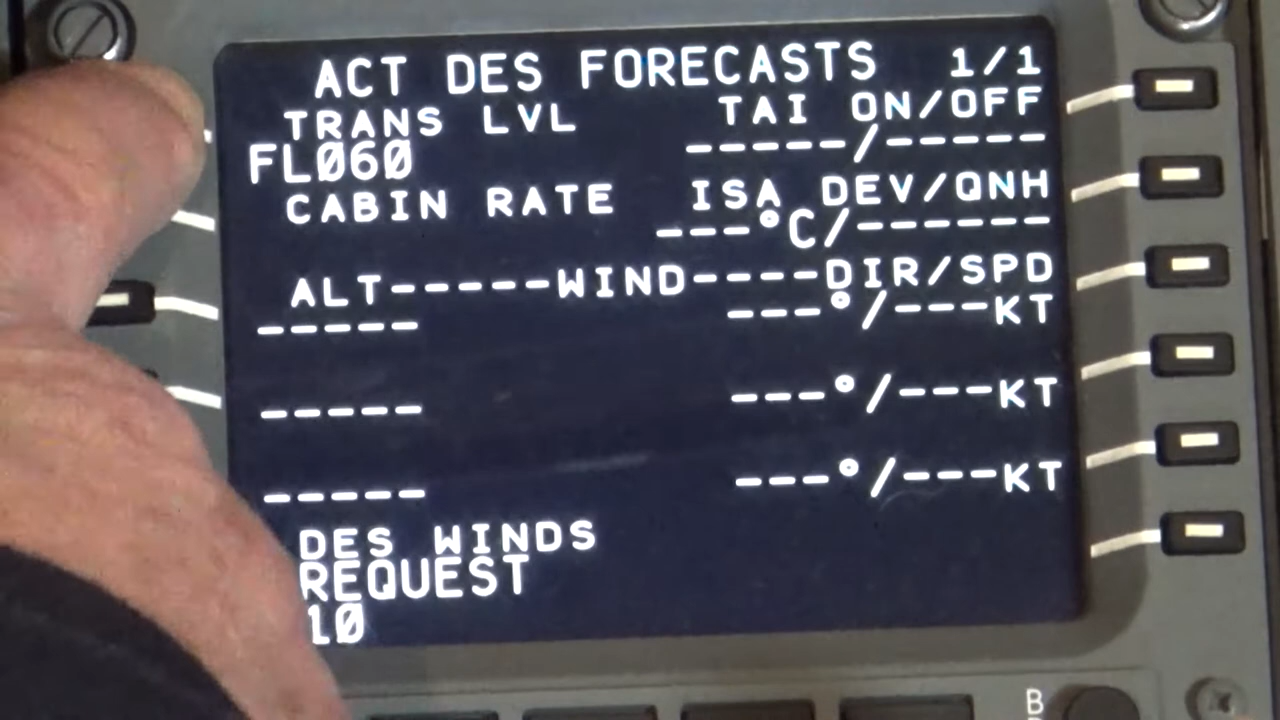 ACT DES FORECASTS 1/1
TRANS LVL TAI ON/OFF
FL060 -----/-----
CABIN RATE ISA DEV/QNH
---°C/------
ALT-----WIND----DIR/SPD
----- ---°/---KT
----- ---°/---KT
----- ---°/---KT
DES WINDS
REQUEST
10
B